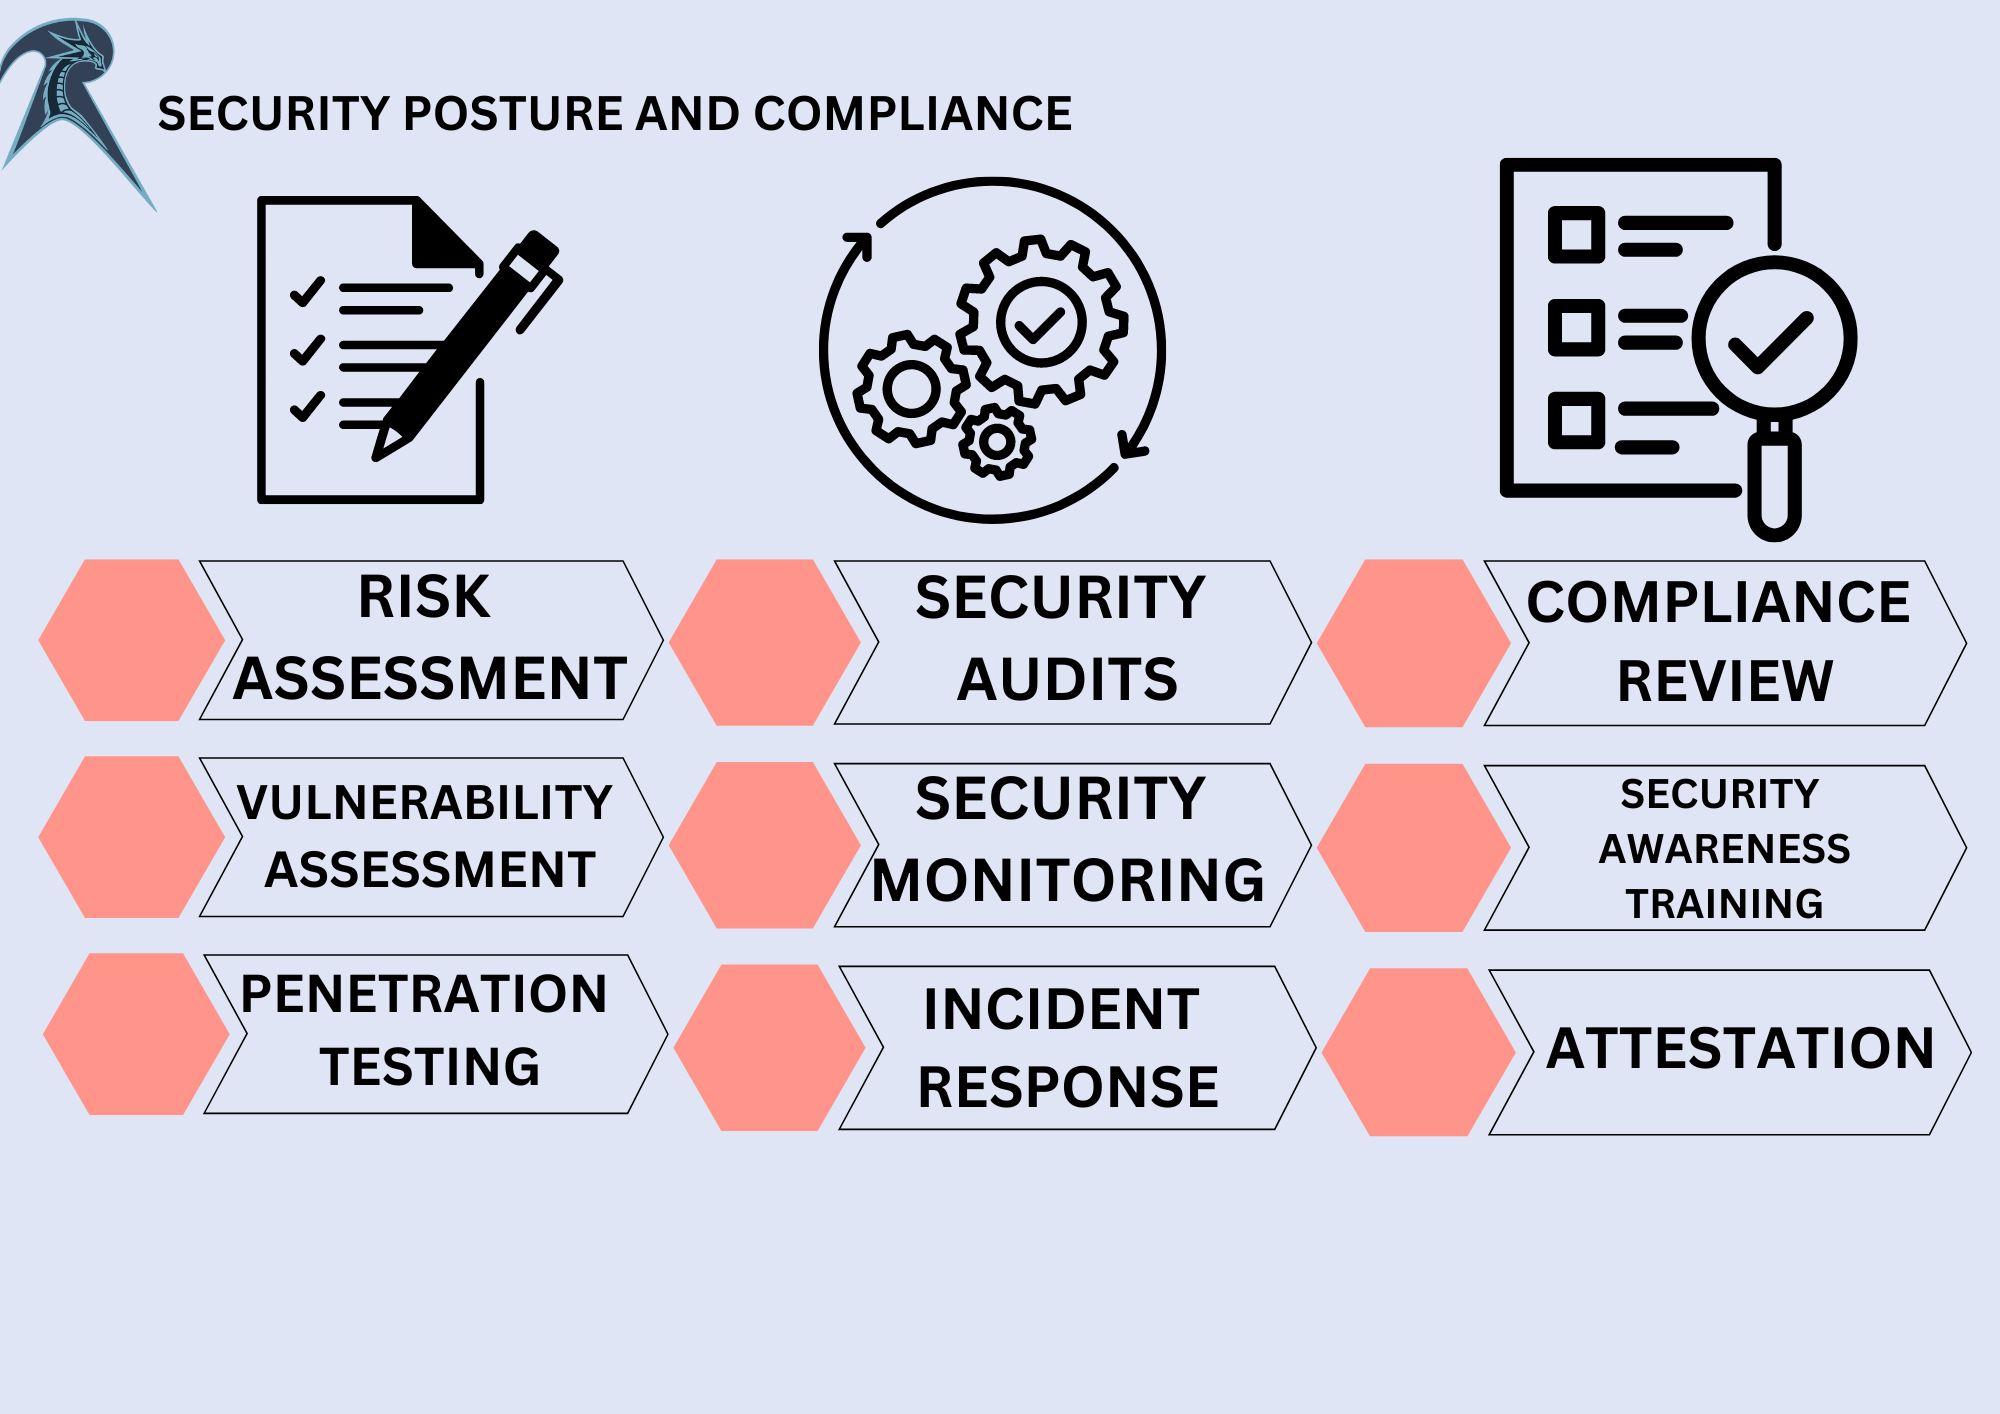 SECURITY POSTURE AND COMPLIANCE
RISK
ASSESSMENT
VULNERABILITY
ASSESSMENT
PENETRATION
TESTING
SECURITY
AUDITS
SECURITY
MONITORING
INCIDENT
RESPONSE
COMPLIANCE
REVIEW
SECURITY
AWARENESS
TRAINING
ATTESTATION